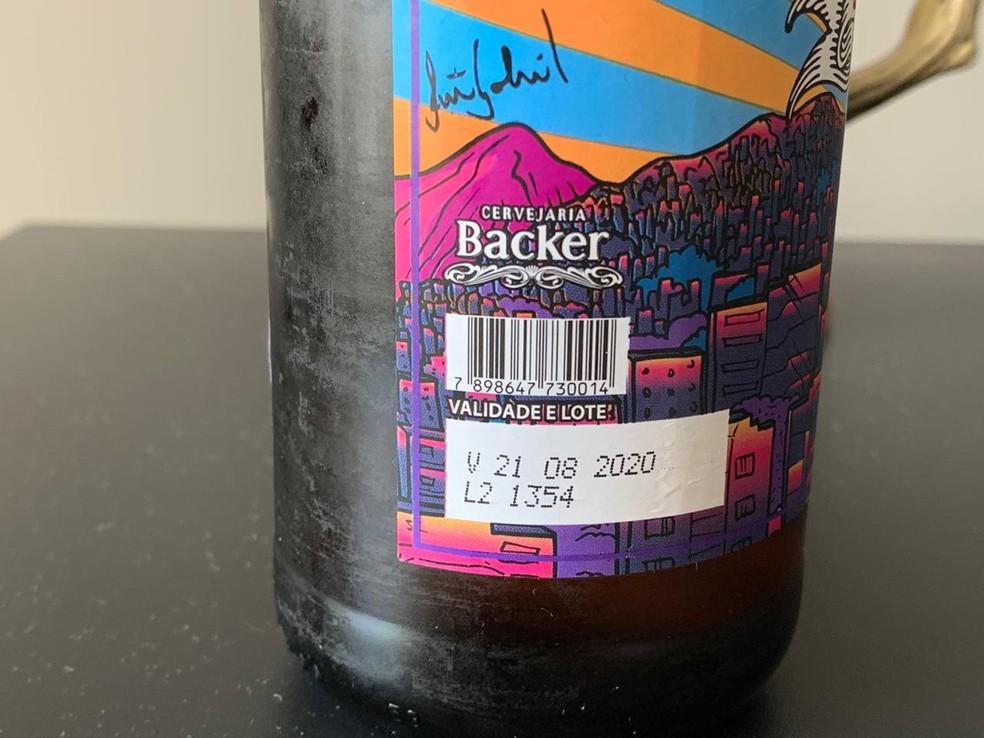 CERVEJARIA
Backer
7 898647 730014
VALIDADE E LOTE:
V 21 08 2020
L2 1354